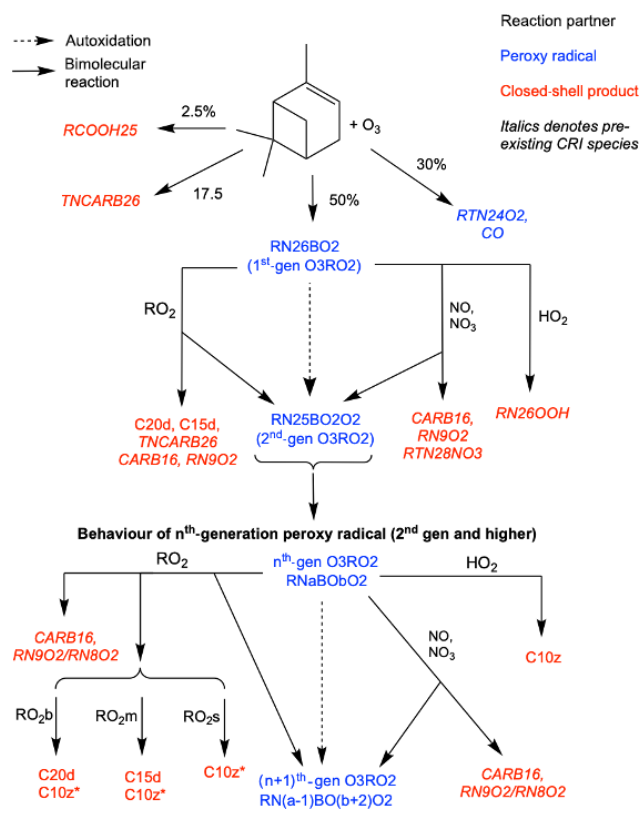 Autoxidation
Bimolecular
reaction
Reaction partner
Peroxy radical
Closed-shell product
Italics denotes pre-
existing CRI species
+ O₃
2.5%
RCOOH25
17.5
TNCARB26
50%
30%
RTN24O2,
CO
RN26BO2
(1ˢᵗ-gen O3RO2)
RO₂
NO,
NO₃
HO₂
C20d, C15d,
TNCARB26
CARB16, RN9O2
RN25BO2O2
(2ⁿᵈ-gen O3RO2)
CARB16,
RN9O2
RTN28NO3
RN26OOH
Behaviour of nᵗʰ-generation peroxy radical (2ⁿᵈ gen and higher)
RO₂
nᵗʰ-gen O3RO2
RNaBObO2
HO₂
CARB16,
RN9O2/RN8O2
NO,
NO₃
C10z
RO₂b
RO₂m
RO₂s
C20d
C10z*
C15d
C10z*
C10z*
(n+1)ᵗʰ-gen O3RO2
RN(a-1)BO(b+2)O2
CARB16,
RN9O2/RN8O2